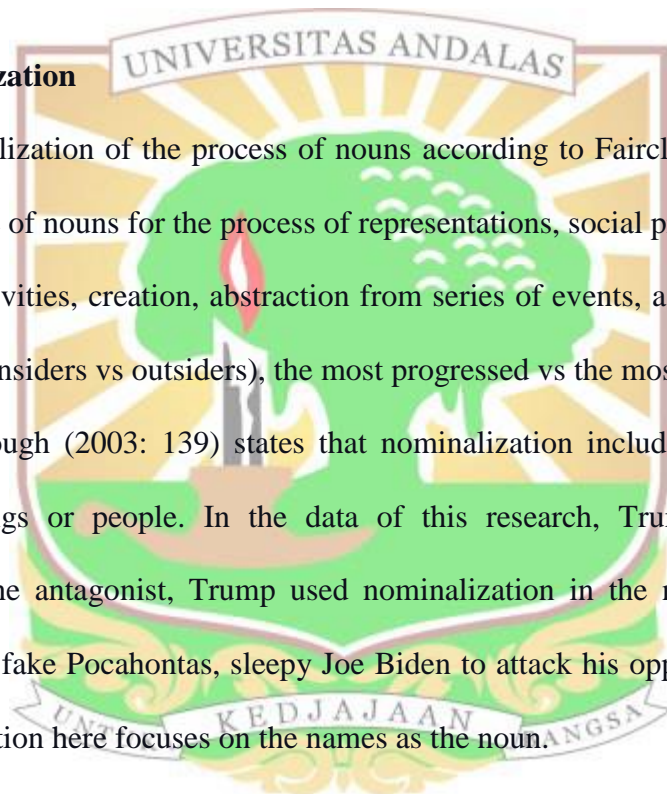 UNIVERSITAS ANDALAS
zation
lization of the process of nouns according to Faircl
of nouns for the process of representations, social p
vities, creation, abstraction from series of events, a
nsiders vs outsiders), the most progressed vs the mos
ough (2003: 139) states that nominalization includ
gs or people. In the data of this research, Tru
ne antagonist, Trump used nominalization in the
fake Pocahontas, sleepy Joe Biden to attack his opp
tion here focuses on the names as the noun.
UNT KEDJAJAAN ANGSA